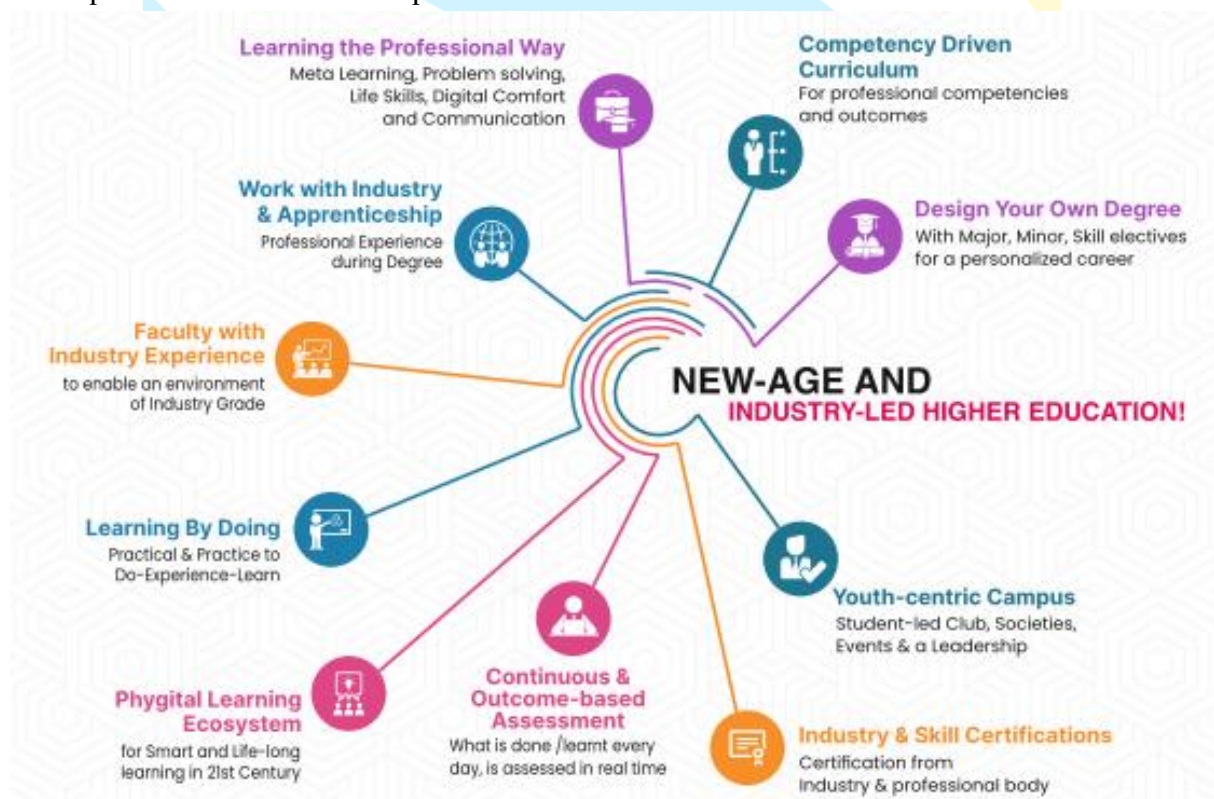 Learning the Professional Way
Meta Learning, Problem solving,
Life Skills, Digital Comfort
and Communication
Competency Driven
Curriculum
For professional competencies
and outcomes
Work with Industry
& Apprenticeship
Professional Experience
during Degree
Design Your Own Degree
With Major, Minor, Skill electives
for a personalized career
Faculty with
Industry Experience
to enable an environment
of Industry Grade
NEW-AGE AND
INDUSTRY-LED HIGHER EDUCATION!
Learning By Doing
Practical & Practice to
Do-Experience-Learn
Youth-centric Campus
Student-led Club, Societies,
Events & a Leadership
Phygital Learning
Ecosystem
for Smart and Life-long
learning in 21st Century
Continuous &
Outcome-based
Assessment
What is done /learnt every
day, is assessed in real time
Industry & Skill Certifications
Certification from
Industry & professional body